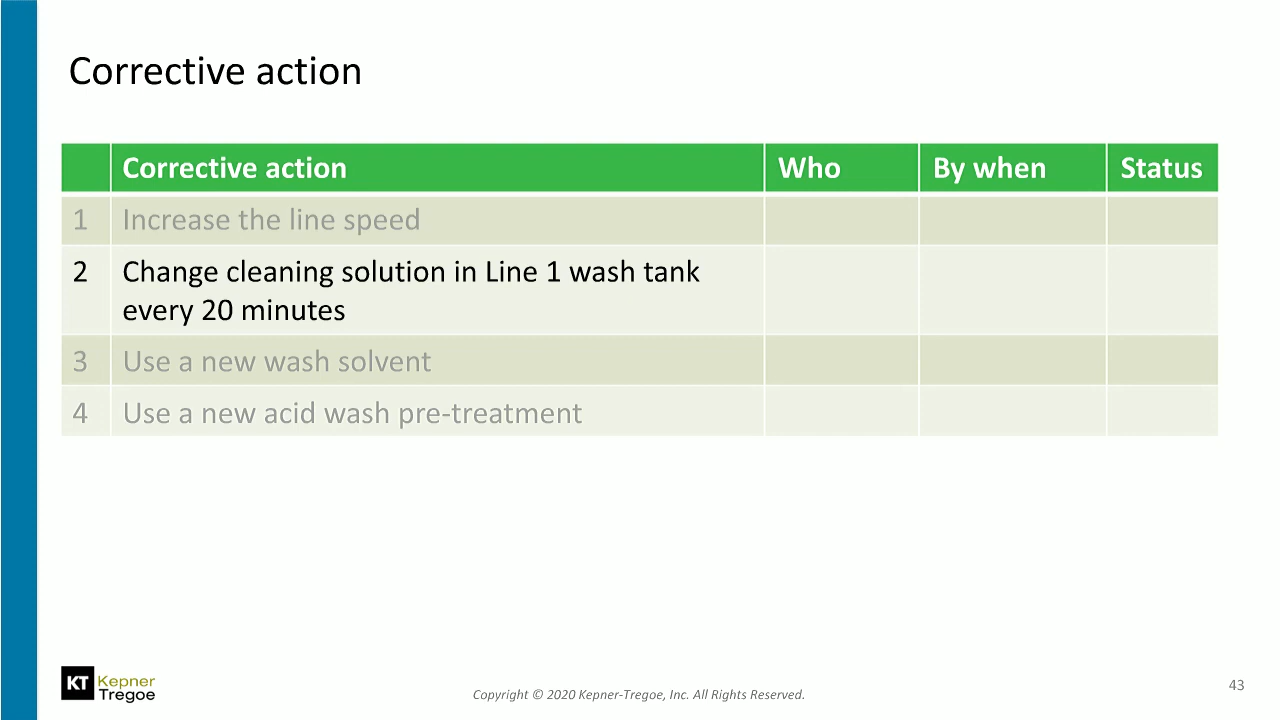 Corrective action
Corrective action Who By when Status
1 Increase the line speed
2 Change cleaning solution in Line 1 wash tank
every 20 minutes
3 Use a new wash solvent
4 Use a new acid wash pre-treatment
KT Kepner
Tregoe
Copyright © 2020 Kepner-Tregoe, Inc. All Rights Reserved.
43